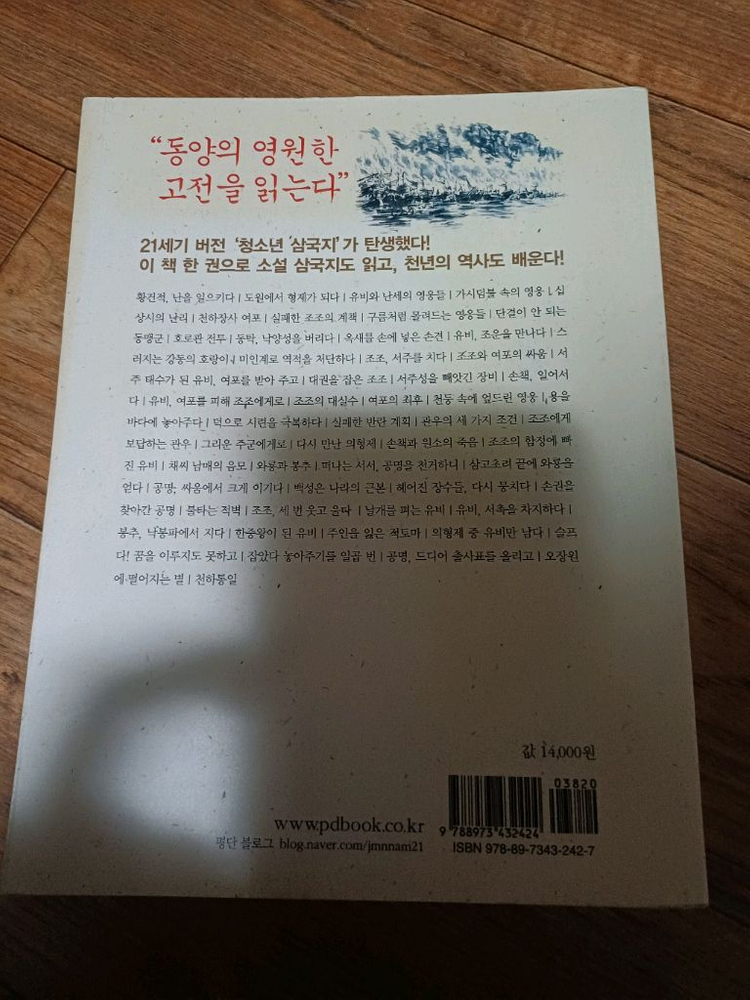 “동양의 영원한
고전을 읽는다”
21세기 버전 ‘청소년 삼국지’가 탄생했다!
이 책 한 권으로 소설 삼국지도 읽고, 천년의 역사도 배운다!
황건적, 난을 일으키다 | 도원에서 형제가 되다 | 유비와 난세의 영웅들 | 가시덤불 속의 영웅 | 십
상시의 난리 | 천하장사 여포 | 실패한 조조의 계책 | 구름처럼 몰려드는 영웅들 | 단결이 안 되는
동맹군 | 호로관 전투 | 동탁, 낙양성을 버리다 | 옥새를 손에 넣은 손견 | 유비, 조운을 만나다 | 스
러지는 강동의 호랑이 | 미인계로 역적을 처단하다 | 조조, 서주를 치다 | 조조와 여포의 싸움 | 서
주 태수가 된 유비, 여포를 받아 주고 | 대권을 잡은 조조 | 서주성을 빼앗긴 장비 | 손책, 일어서
다 | 유비, 여포를 피해 조조에게로 | 조조의 대실수 | 여포의 최후 | 천둥 속에 엎드린 영웅 | 용을
바다에 놓아주다 | 덕으로 시련을 극복하다 | 실패한 반란 계획 | 관우의 세 가지 조건 | 조조에게
보답하는 관우 | 그리운 주군에게로 | 다시 만난 의형제 | 손책과 원소의 죽음 | 조조의 함정에 빠
진 유비 | 채씨 남매의 음모 | 와룡과 봉추 | 떠나는 서서, 공명을 천거하다 | 삼고초려 끝에 와룡을
얻다 | 공명, 싸움에서 크게 이기다 | 백성은 나라의 근본 | 헤어진 장수들, 다시 뭉치다 | 손권을
찾아간 공명 | 불타는 적벽 | 조조, 세 번 웃고 울다 | 날개를 펴는 유비 | 유비, 서촉을 차지하다 |
봉추, 낙봉파에서 지다 | 한중왕이 된 유비 | 주인을 잃은 적토마 | 의형제 중 유비만 남다 | 슬프
다! 꿈을 이루지도 못하고 | 잡았다 놓아주기를 일곱 번 | 공명, 드디어 출사표를 올리고 | 오장원
에 떨어지는 별 | 천하통일
값 14,000원
03820
www.pdbook.co.kr
9 788973 432424
평단 블로그 blog.naver.com/jmnnam21
ISBN 978-89-7343-242-7